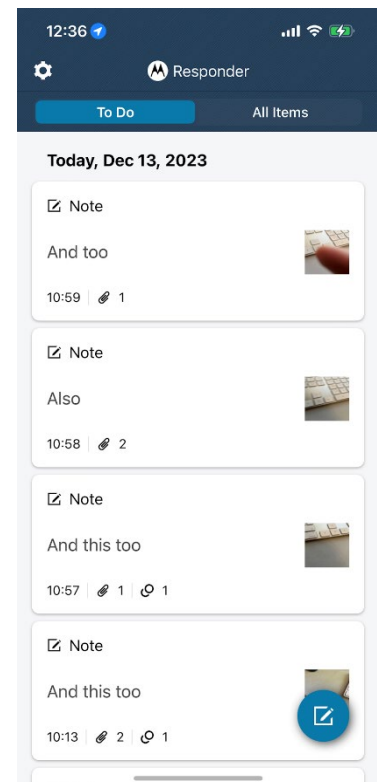 12:36
Responder
To Do All Items
Today, Dec 13, 2023
Note
And too
10:59 1
Note
Also
10:58 2
Note
And this too
10:57 1 1
Note
And this too
10:13 2 1